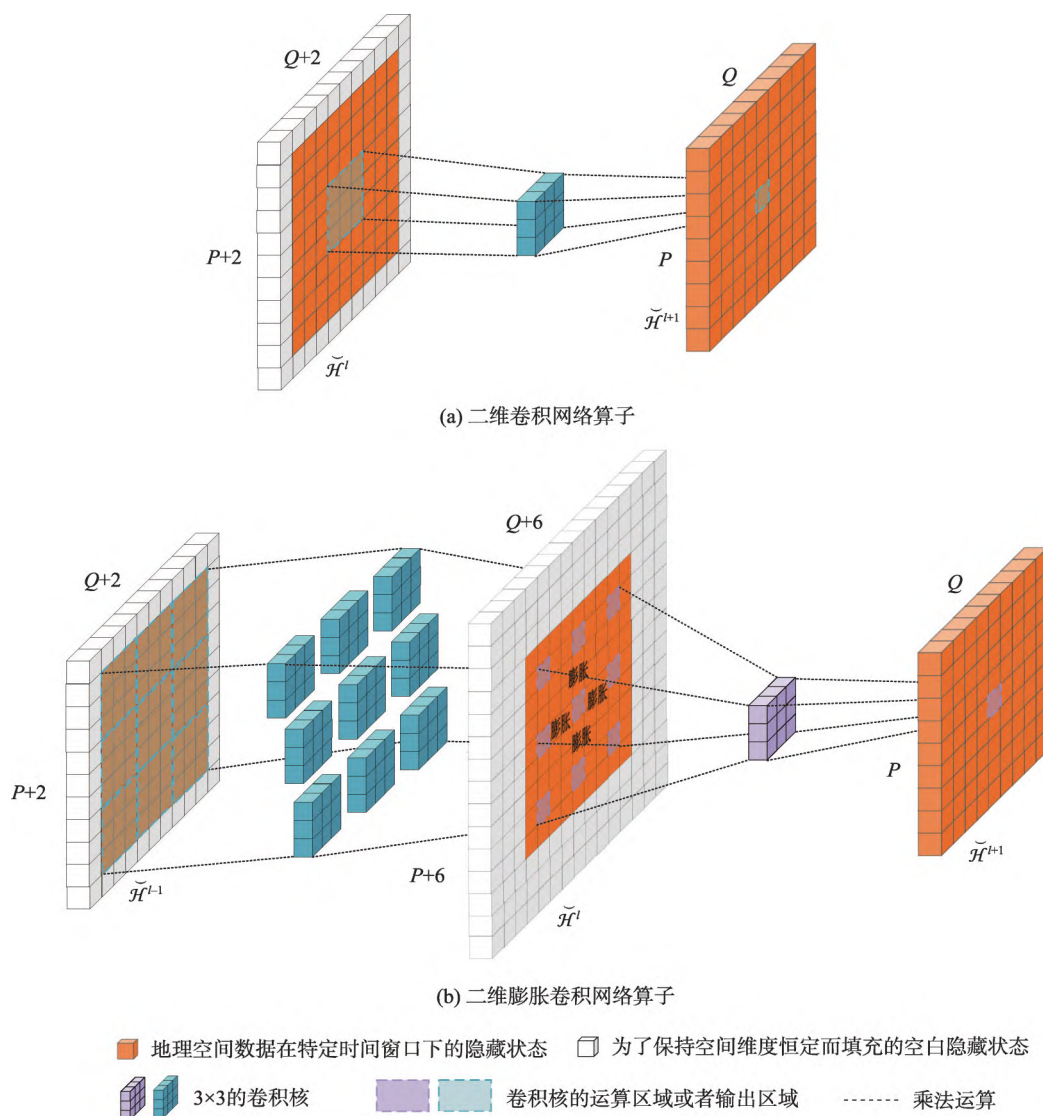 Q+2
Q
P+2
P
H̆^l
H̆^{l+1}
(a) 二维卷积网络算子
Q+6
Q+2
Q
膨胀
膨胀
膨胀
膨胀
P+2
P
P+6
H̆^{l-1}
H̆^l
H̆^{l+1}
(b) 二维膨胀卷积网络算子
地理空间数据在特定时间窗口下的隐藏状态 为了保持空间维度恒定而填充的空白隐藏状态
3×3的卷积核 卷积核的运算区域或者输出区域 乘法运算